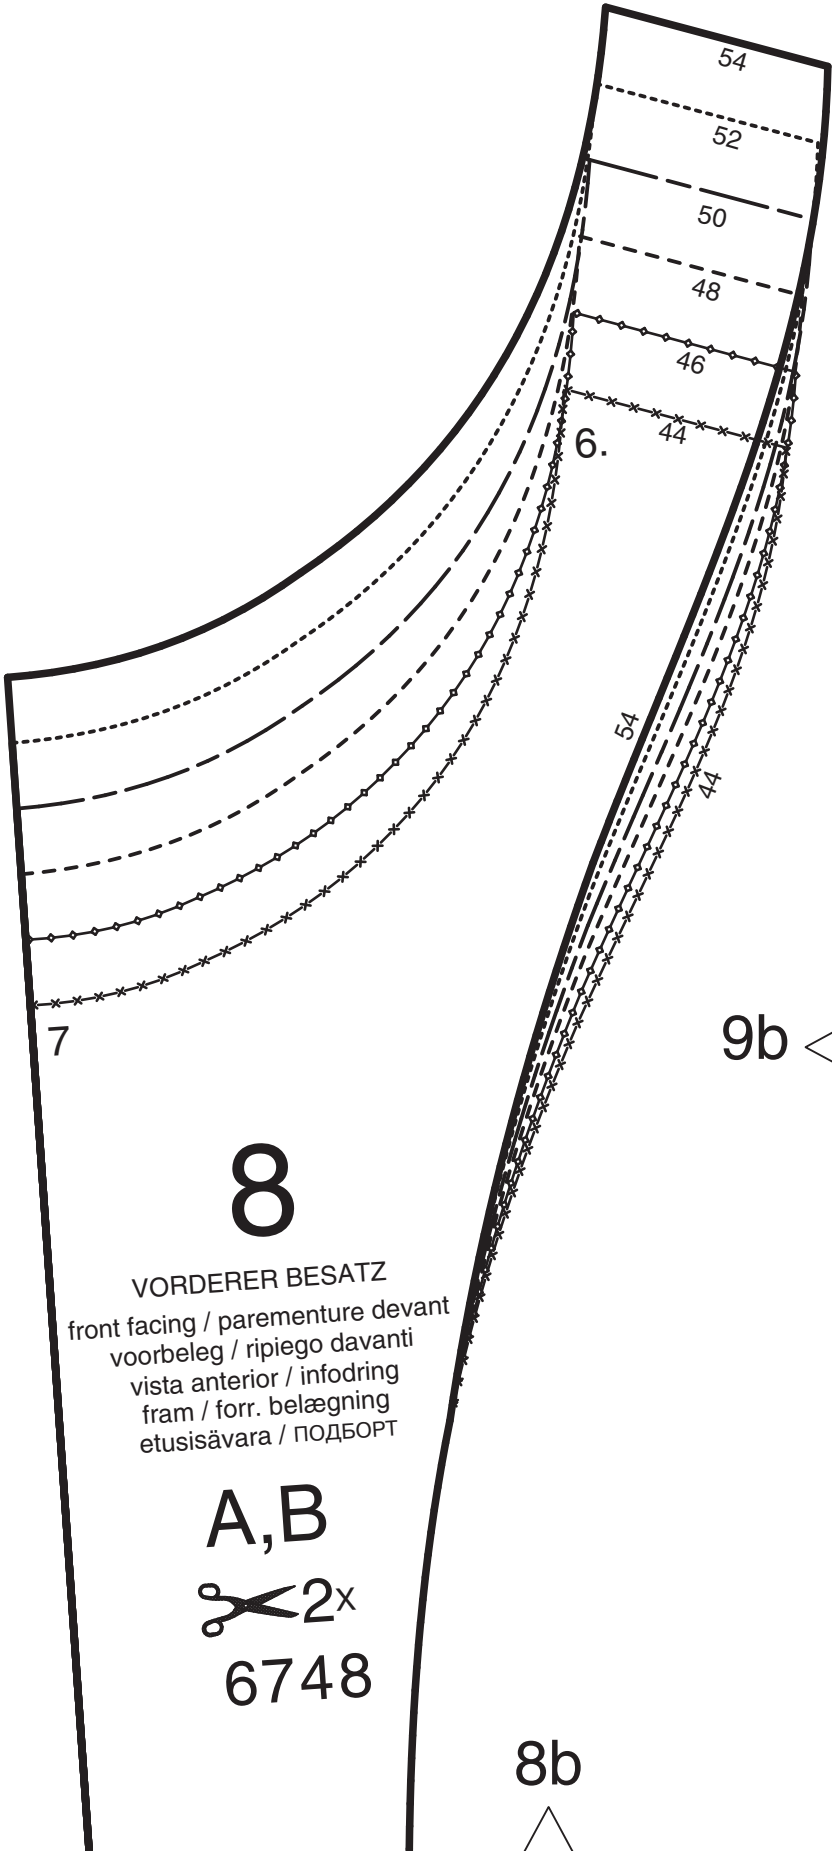 54
52
50
48
46
44
6.
54
44
7
9b
8
VORDERER BESATZ
front facing / parementure devant
voorbeleg / ripiego davanti
vista anterior / infodring
fram / forr. belægning
etusisävara / ПОДБОРТ
A,B
2x
6748
8b